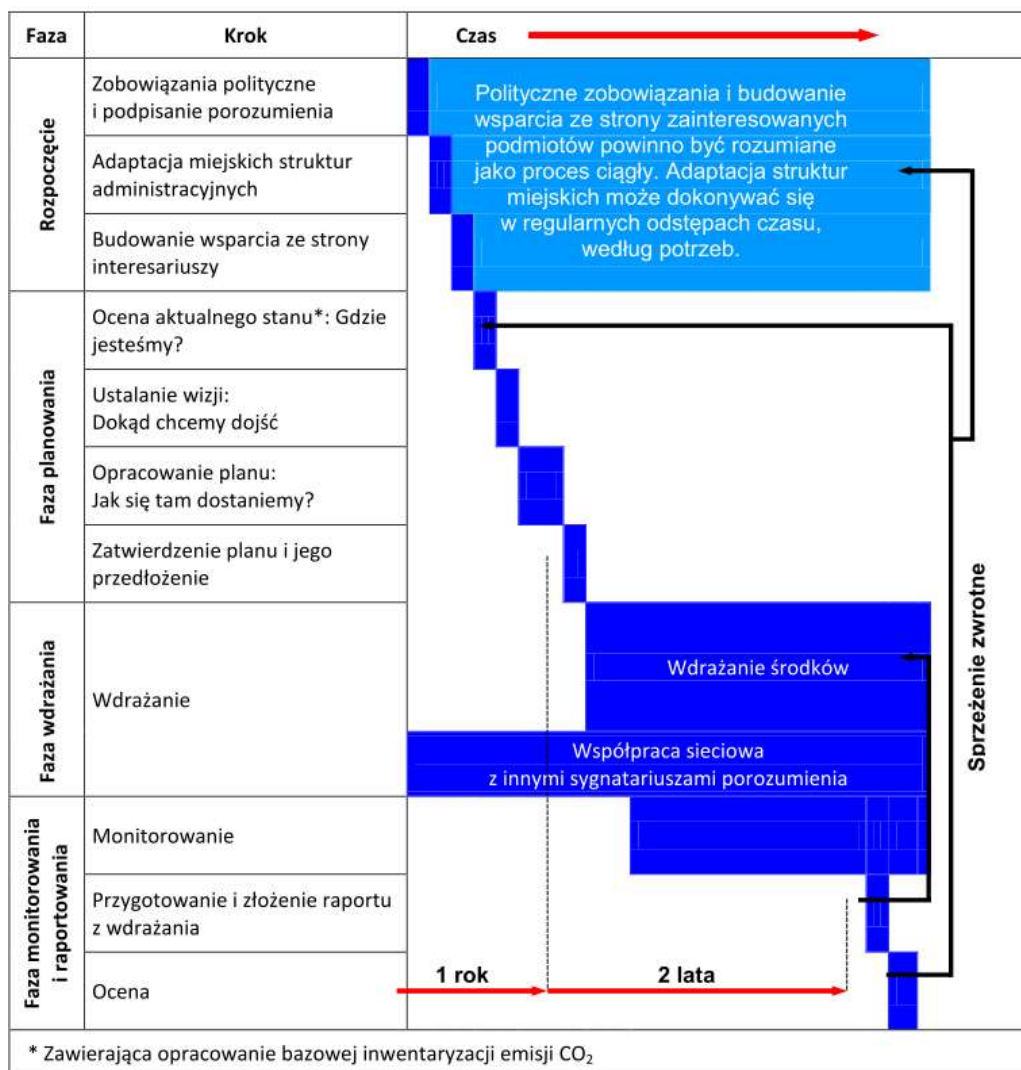 Faza
Krok
Czas
Rozpoczęcie
Zobowiązania polityczne
i podpisanie porozumienia
Adaptacja miejskich struktur
administracyjnych
Budowanie wsparcia ze strony
interesariuszy
Polityczne zobowiązania i budowanie
wsparcia ze strony zainteresowanych
podmiotów powinno być rozumiane
jako proces ciągły. Adaptacja struktur
miejskich może dokonywać się
w regularnych odstępach czasu,
według potrzeb.
Faza planowania
Ocena aktualnego stanu*: Gdzie
jesteśmy?
Ustalanie wizji:
Dokąd chcemy dojść
Opracowanie planu:
Jak się tam dostaniemy?
Zatwierdzenie planu i jego
przedłożenie
Faza wdrażania
Wdrażanie
Wdrażanie środków
Współpraca sieciowa
z innymi sygnatariuszami porozumienia
Sprzeżenie zwrotne
Faza monitorowania
i raportowania
Monitorowanie
Przygotowanie i złożenie raportu
z wdrażania
Ocena
1 rok
2 lata
* Zawierająca opracowanie bazowej inwentaryzacji emisji CO₂